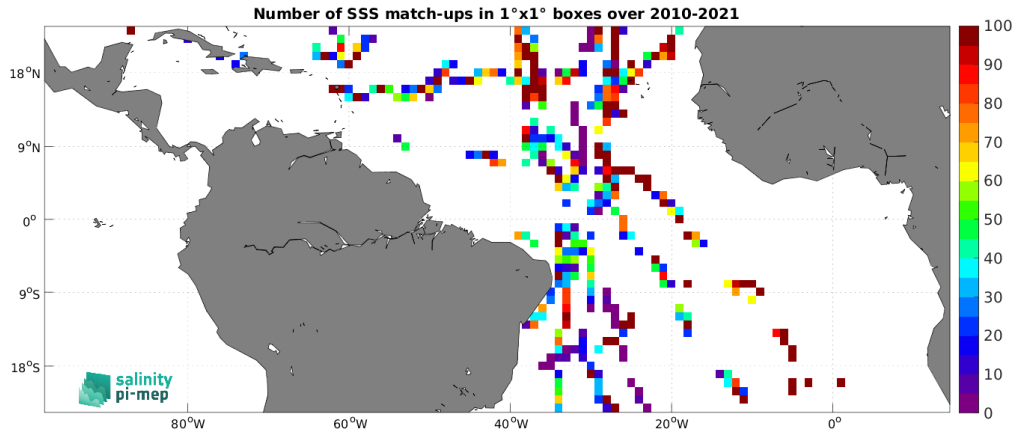 Number of SSS match-ups in 1°x1° boxes over 2010-2021
18°N
9°N
0°
9°S
18°S
80°W
60°W
40°W
20°W
0°
100
90
80
70
60
50
40
30
20
10
0
salinity
pi-mep